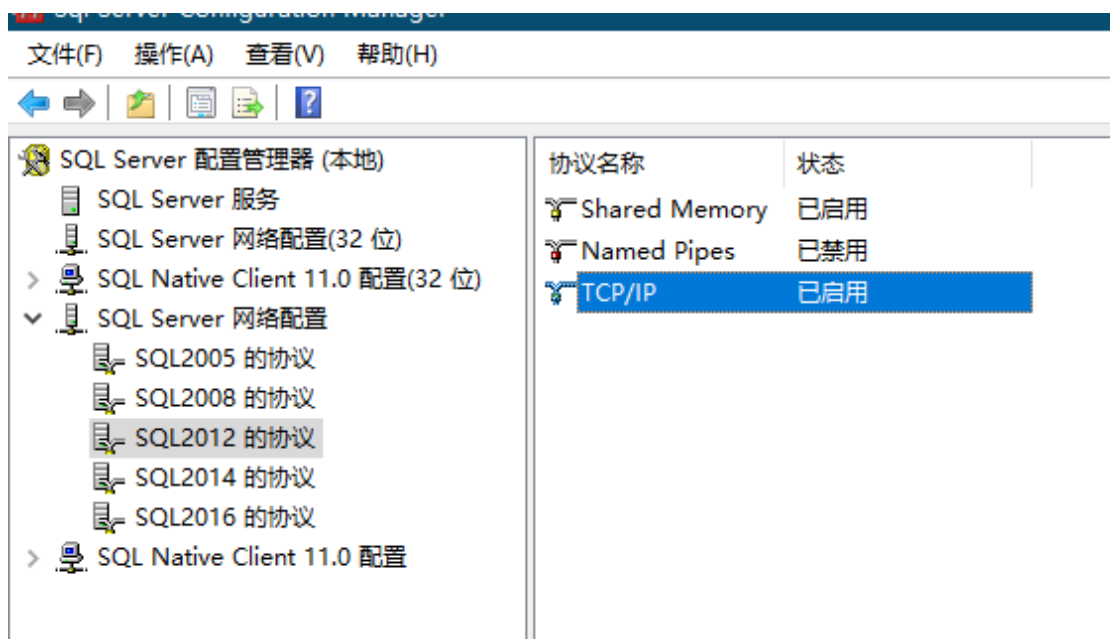 Sql Server Configuration Manager
文件(F) 操作(A) 查看(V) 帮助(H)
SQL Server 配置管理器 (本地)
SQL Server 服务
SQL Server 网络配置(32 位)
SQL Native Client 11.0 配置(32 位)
SQL Server 网络配置
SQL2005 的协议
SQL2008 的协议
SQL2012 的协议
SQL2014 的协议
SQL2016 的协议
SQL Native Client 11.0 配置
协议名称 状态
Shared Memory 已启用
Named Pipes 已禁用
TCP/IP 已启用